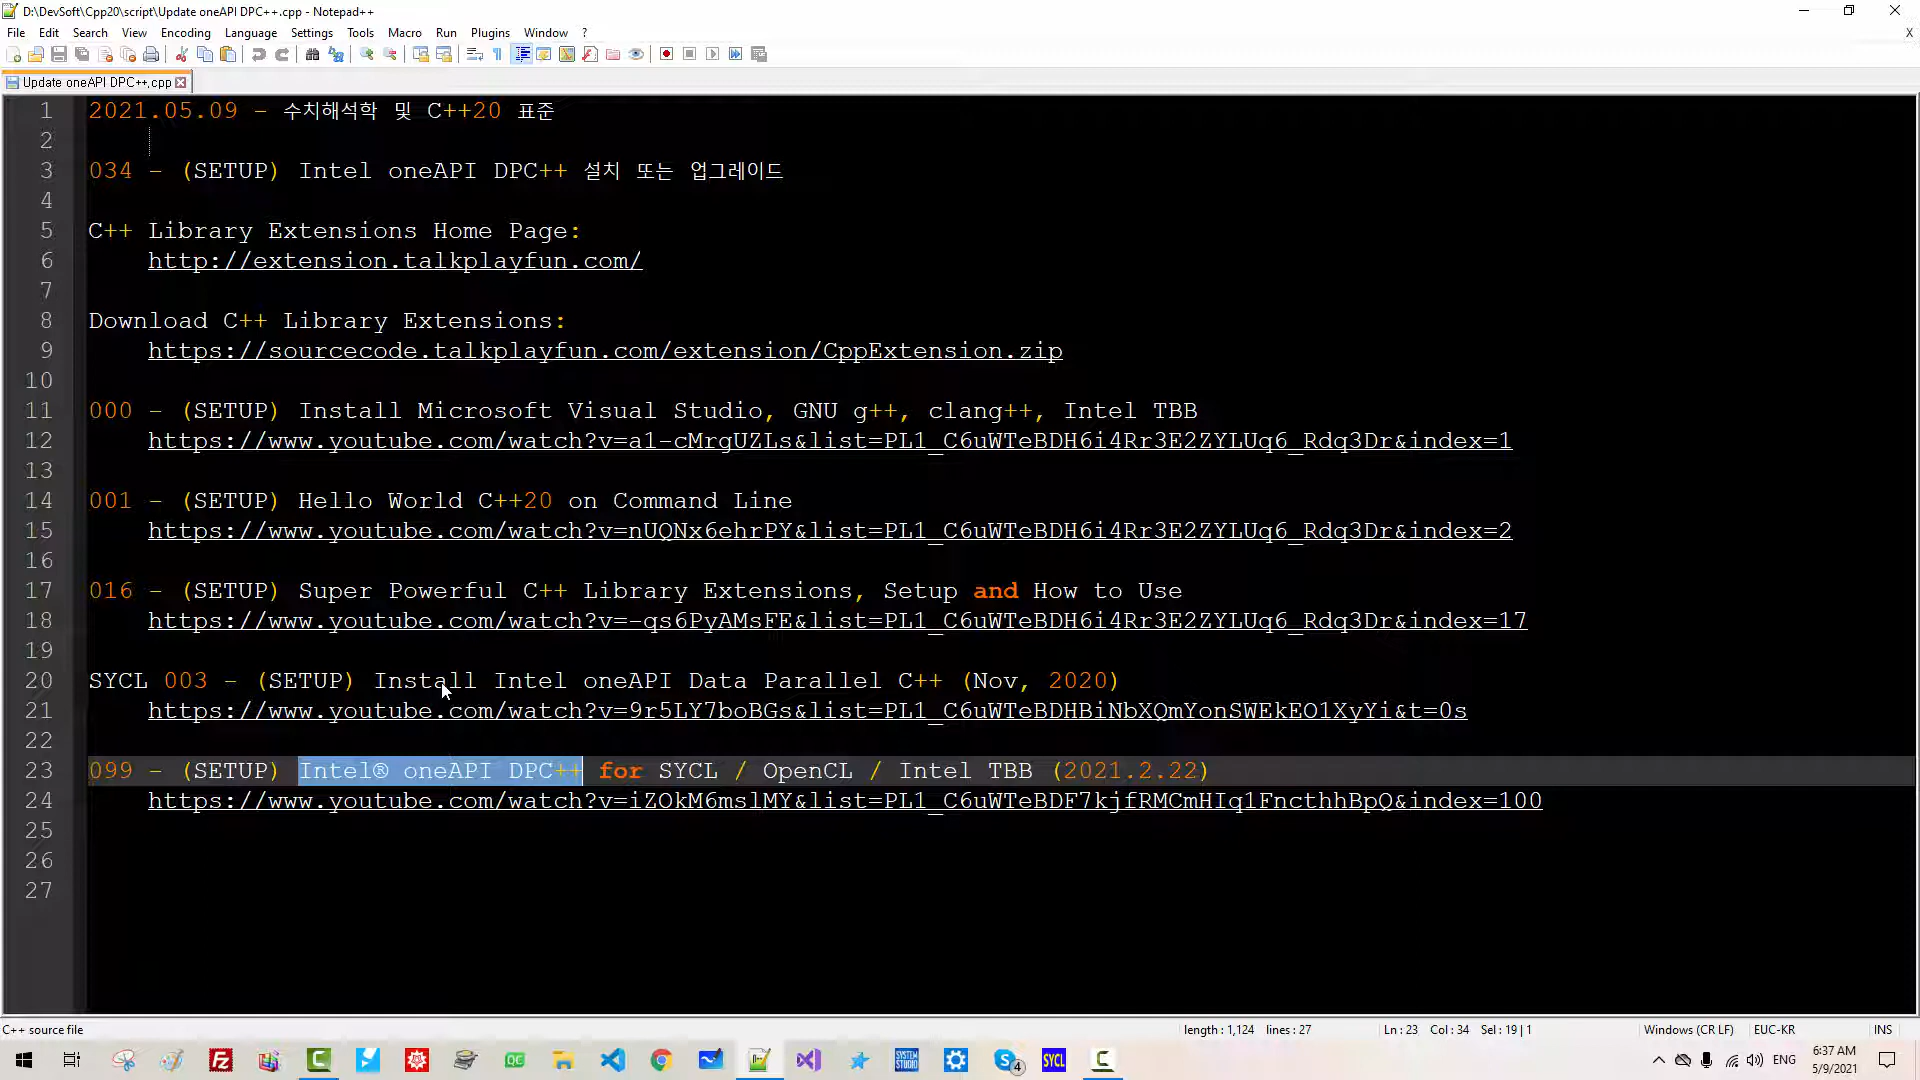 D:\DevSoft\Cpp20\script\Update oneAPI DPC++.cpp - Notepad++
File Edit Search View Encoding Language Settings Tools Macro Run Plugins Window ? X
Update oneAPI DPC++.cpp
1 2021.05.09 - 수치해석학 및 C++20 표준
2
3 034 - (SETUP) Intel oneAPI DPC++ 설치 또는 업그레이드
4
5 C++ Library Extensions Home Page:
6 http://extension.talkplayfun.com/
7
8 Download C++ Library Extensions:
9 https://sourcecode.talkplayfun.com/extension/CppExtension.zip
10
11 000 - (SETUP) Install Microsoft Visual Studio, GNU g++, clang++, Intel TBB
12 https://www.youtube.com/watch?v=a1-cMrgUZLs&list=PL1_C6uWTeBDH6i4Rr3E2ZYLUq6_Rdq3Dr&index=1
13
14 001 - (SETUP) Hello World C++20 on Command Line
15 https://www.youtube.com/watch?v=nUQNx6ehrPY&list=PL1_C6uWTeBDH6i4Rr3E2ZYLUq6_Rdq3Dr&index=2
16
17 016 - (SETUP) Super Powerful C++ Library Extensions, Setup and How to Use
18 https://www.youtube.com/watch?v=-qs6PyAMsFE&list=PL1_C6uWTeBDH6i4Rr3E2ZYLUq6_Rdq3Dr&index=17
19
20 SYCL 003 - (SETUP) Install Intel oneAPI Data Parallel C++ (Nov, 2020)
21 https://www.youtube.com/watch?v=9r5LY7boBGs&list=PL1_C6uWTeBDHBiNbXQmYonSWEkEO1XyYi&t=0s
22
23 099 - (SETUP) Intel® oneAPI DPC++ for SYCL / OpenCL / Intel TBB (2021.2.22)
24 https://www.youtube.com/watch?v=iZOkM6mslMY&list=PL1_C6uWTeBDF7kjfRMCmHIq1FncthhBpQ&index=100
25
26
27
C++ source file length : 1,124 lines : 27 Ln : 23 Col : 34 Sel : 19 | 1 Windows (CR LF) EUC-KR INS
QC SYSTEM STUDIO 4 SYCL ENG 6:37 AM
5/9/2021